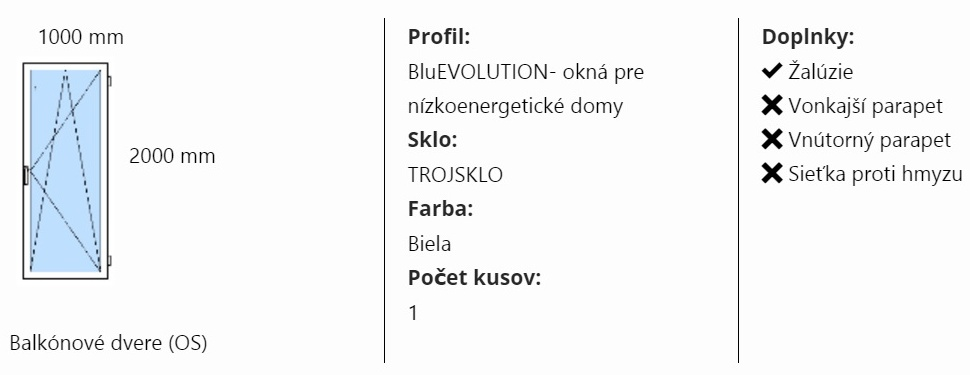 1000 mm
2000 mm
Balkónové dvere (OS)
Profil:
BluEVOLUTION- okná pre
nízkoenergetické domy
Sklo:
TROJSKLO
Farba:
Biela
Počet kusov:
1
Doplnky:
✔ Žalúzie
✖ Vonkajší parapet
✖ Vnútorný parapet
✖ Sieťka proti hmyzu